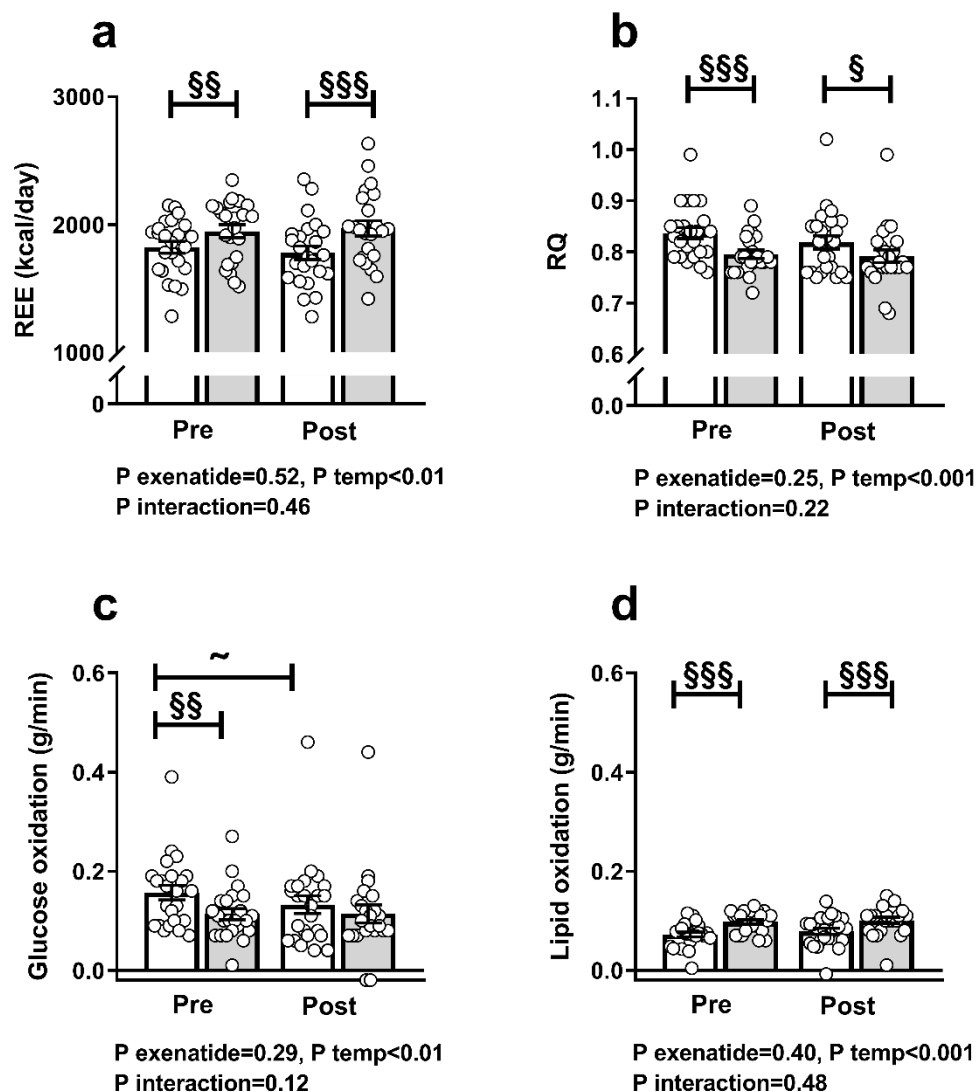 a
§§
§§§
3000
2000
1000
0
REE (kcal/day)
Pre
Post
P exenatide=0.52, P temp<0.01
P interaction=0.46
b
§§§
§
1.1
1.0
0.9
0.8
0.7
0.6
0.0
RQ
Pre
Post
P exenatide=0.25, P temp<0.001
P interaction=0.22
c
~
§§
0.6
0.4
0.2
0.0
Glucose oxidation (g/min)
Pre
Post
P exenatide=0.29, P temp<0.01
P interaction=0.12
d
§§§
§§§
0.6
0.4
0.2
0.0
Lipid oxidation (g/min)
Pre
Post
P exenatide=0.40, P temp<0.001
P interaction=0.48